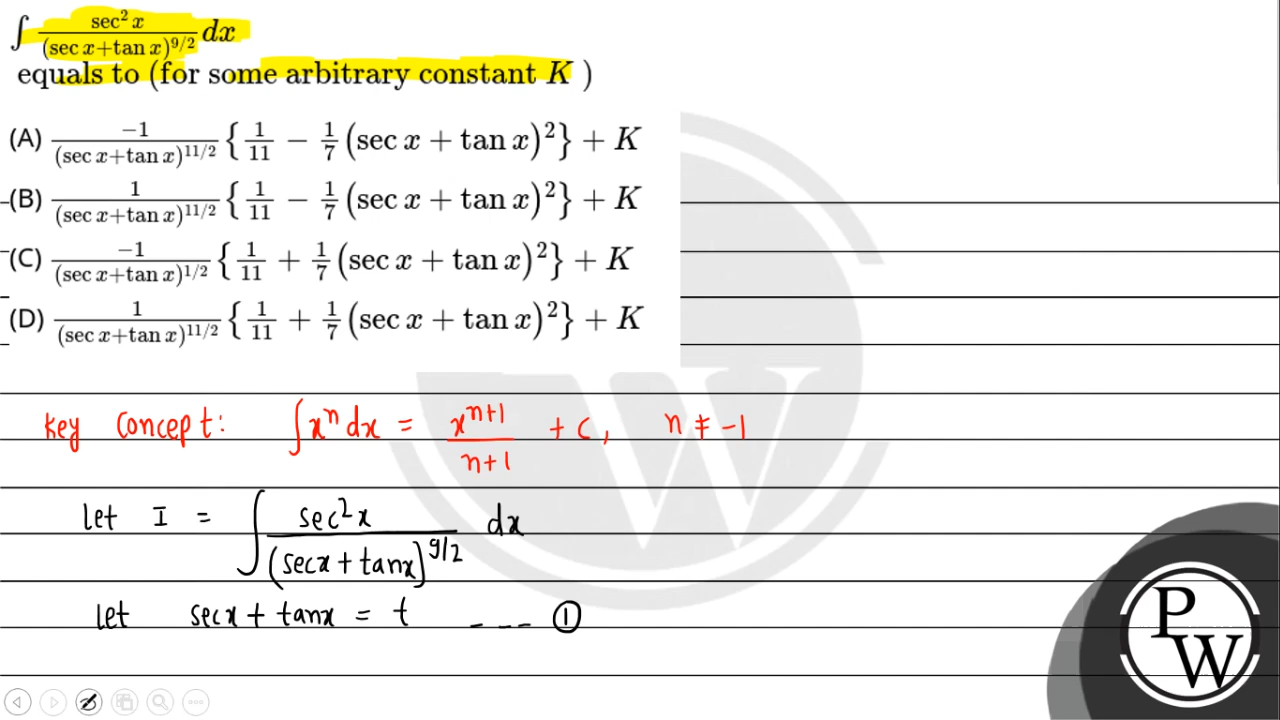 ∫ sec² x / (sec x+tan x)^{9/2} dx
equals to (for some arbitrary constant K )
(A) −1 / (sec x+tan x)^{11/2} { 1/11 − 1/7 (sec x + tan x)² } + K
(B) 1 / (sec x+tan x)^{11/2} { 1/11 − 1/7 (sec x + tan x)² } + K
(C) −1 / (sec x+tan x)^{1/2} { 1/11 + 1/7 (sec x + tan x)² } + K
(D) 1 / (sec x+tan x)^{11/2} { 1/11 + 1/7 (sec x + tan x)² } + K
Key Concept: ∫xⁿ dx = x^{n+1} / n+1 + c, n ≠ -1
let I = ∫ sec²x / (secx + tanx)^{9/2} dx
let secx + tanx = t ---- ①
P
W